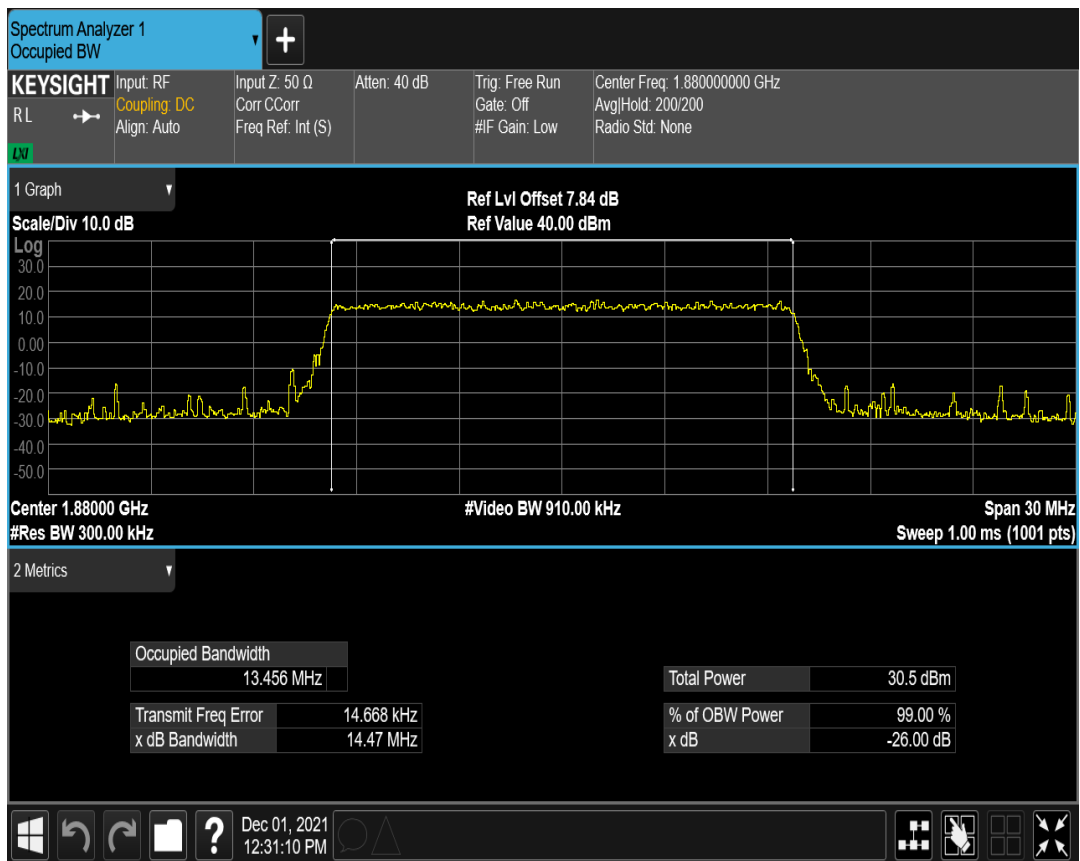 Spectrum Analyzer 1
Occupied BW
+
KEYSIGHT
RL
LXI
Input: RF
Coupling: DC
Align: Auto
Input Z: 50 Ω
Corr CCorr
Freq Ref: Int (S)
Atten: 40 dB
Trig: Free Run
Gate: Off
#IF Gain: Low
Center Freq: 1.880000000 GHz
Avg|Hold: 200/200
Radio Std: None
1 Graph
Scale/Div 10.0 dB
Ref Lvl Offset 7.84 dB
Ref Value 40.00 dBm
Log
30.0
20.0
10.0
0.00
-10.0
-20.0
-30.0
-40.0
-50.0
Center 1.88000 GHz
#Video BW 910.00 kHz
Span 30 MHz
#Res BW 300.00 kHz
Sweep 1.00 ms (1001 pts)
2 Metrics
Occupied Bandwidth
13.456 MHz
Total Power 30.5 dBm
Transmit Freq Error 14.668 kHz
% of OBW Power 99.00 %
x dB Bandwidth 14.47 MHz
x dB -26.00 dB
?
Dec 01, 2021
12:31:10 PM